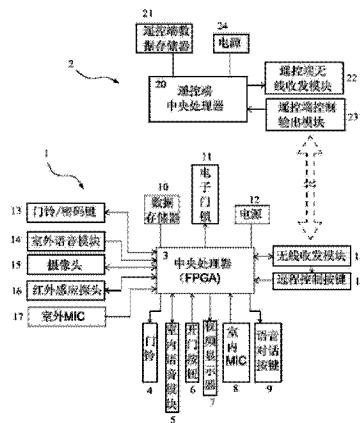 21
24
遥控端数
据存储器
电源
2
20
遥控端
中央处理器
遥控端无
线收发模块
22
遥控端控制
输出模块
23
1
11
电子门锁
10
数据
存储器
12
电源
13
门铃/密码键
14
室外语音模块
15
摄像头
16
红外感应探头
17
室外MIC
3
中央处理器
(FPGA)
无线收发模块
1
远程控制按键
1
门铃
4
室内语音模块
5
开门按钮
6
视频显示器
7
室内MIC
8
语音对话按键
9